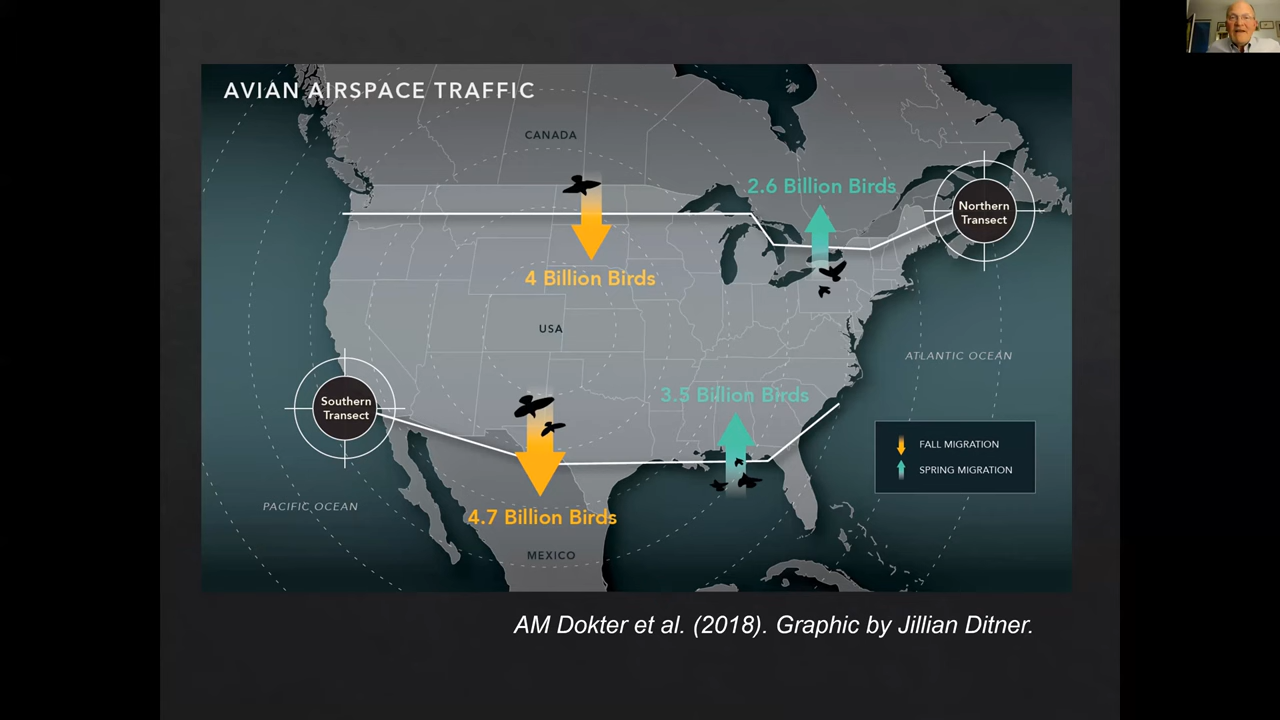 AVIAN AIRSPACE TRAFFIC
CANADA
2.6 Billion Birds
Northern
Transect
4 Billion Birds
USA
ATLANTIC OCEAN
Southern
Transect
3.5 Billion Birds
FALL MIGRATION
SPRING MIGRATION
PACIFIC OCEAN
4.7 Billion Birds
MEXICO
AM Dokter et al. (2018). Graphic by Jillian Ditner.